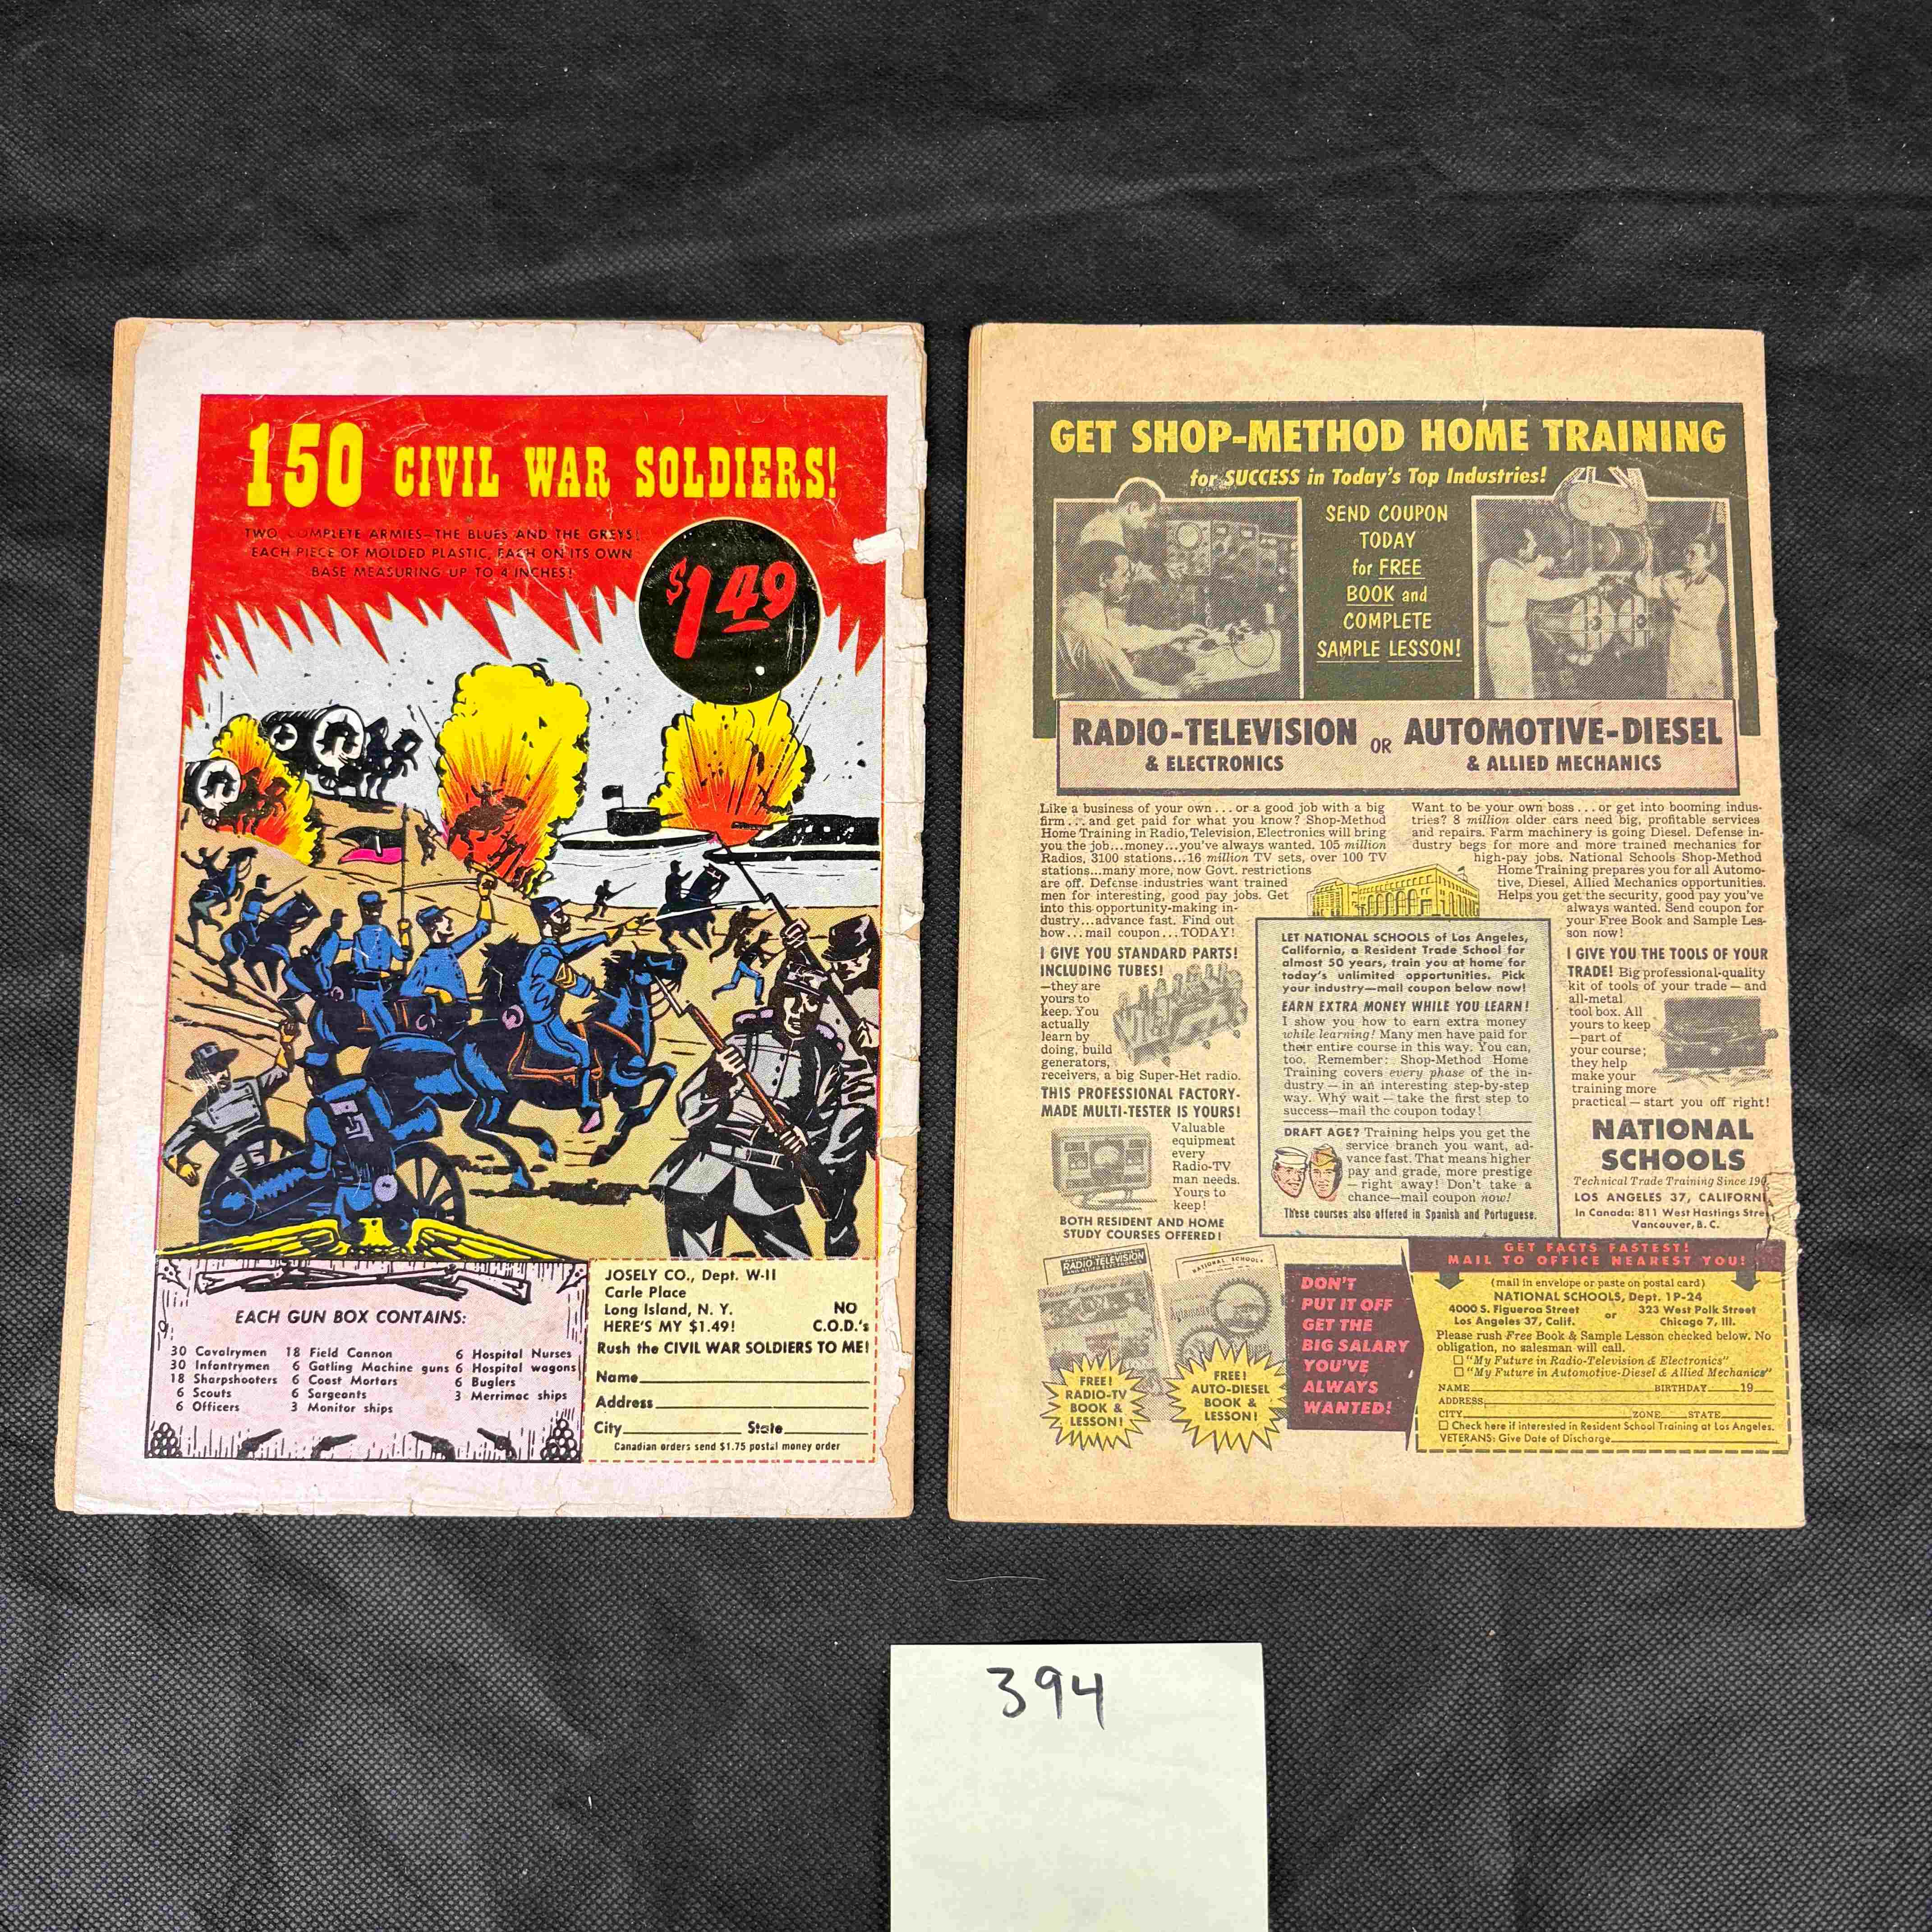 150 CIVIL WAR SOLDIERS!
TWO COMPLETE ARMIES—THE BLUES AND THE GREYS!
EACH PIECE OF MOLDED PLASTIC, EACH ON ITS OWN
BASE MEASURING UP TO 4 INCHES!
$1.49
EACH GUN BOX CONTAINS:
30 Cavalrymen
30 Infantrymen
18 Sharpshooters
6 Scouts
6 Officers
18 Field Cannon
6 Gatling Machine guns
6 Coast Mortars
6 Sargeants
3 Monitor ships
6 Hospital Nurses
6 Hospital wagons
6 Buglers
3 Merrimac ships
JOSELY CO., Dept. W-11
Carle Place
Long Island, N. Y.
HERE'S MY $1.49!
NO
C.O.D.'s
Rush the CIVIL WAR SOLDIERS TO ME!
Name
Address
City State
Canadian orders send $1.75 postal money order
GET SHOP-METHOD HOME TRAINING
for SUCCESS in Today's Top Industries!
SEND COUPON
TODAY
for FREE
BOOK and
COMPLETE
SAMPLE LESSON!
RADIO-TELEVISION
& ELECTRONICS
OR
AUTOMOTIVE-DIESEL
& ALLIED MECHANICS
Like a business of your own...or a good job with a big
firm...and get paid for what you know? Shop-Method
Home Training in Radio, Television, Electronics will bring
you the job...money...you've always wanted. 105 million
Radios, 3100 stations...16 million TV sets, over 100 TV
stations...many more, now Govt. restrictions
are off. Defense industries want trained
men for interesting, good pay jobs. Get
into this opportunity-making in-
dustry...advance fast. Find out
how...mail coupon...TODAY!
I GIVE YOU STANDARD PARTS!
INCLUDING TUBES!
—they are
yours to
keep. You
actually
learn by
doing, build
generators,
receivers, a big Super-Het radio.
THIS PROFESSIONAL FACTORY-
MADE MULTI-TESTER IS YOURS!
Valuable
equipment
every
Radio-TV
man needs.
Yours to
keep!
BOTH RESIDENT AND HOME
STUDY COURSES OFFERED!
LET NATIONAL SCHOOLS of Los Angeles,
California, a Resident Trade School for
almost 50 years, train you at home for
today's unlimited opportunities. Pick
your industry—mail coupon below now!
EARN EXTRA MONEY WHILE YOU LEARN!
I show you how to earn extra money
while learning! Many men have paid for
their entire course in this way. You can,
too. Remember: Shop-Method Home
Training covers every phase of the in-
dustry — in an interesting step-by-step
way. Why wait — take the first step to
success—mail the coupon today!
DRAFT AGE? Training helps you get the
service branch you want, ad-
vance fast. That means higher
pay and grade, more prestige
— right away! Don't take a
chance—mail coupon now!
These courses also offered in Spanish and Portuguese.
Want to be your own boss...or get into booming indus-
tries? 8 million older cars need big, profitable services
and repairs. Farm machinery is going Diesel. Defense in-
dustry begs for more and more trained mechanics for
high-pay jobs. National Schools Shop-Method
Home Training prepares you for all Automo-
tive, Diesel, Allied Mechanics opportunities.
Helps you get the security, good pay you've
always wanted. Send coupon for
your Free Book and Sample Les-
son now!
I GIVE YOU THE TOOLS OF YOUR
TRADE! Big professional-quality
kit of tools of your trade — and
all-metal
tool box. All
yours to keep
—part of
your course;
they help
make your
training more
practical — start you off right!
NATIONAL
SCHOOLS
Technical Trade Training Since 190
LOS ANGELES 37, CALIFORNI
In Canada: 811 West Hastings Stre
Vancouver, B. C.
RADIO-TELEVISION
NATIONAL SCHOOLS
FREE!
RADIO-TV
BOOK &
LESSON!
FREE!
AUTO-DIESEL
BOOK &
LESSON!
DON'T
PUT IT OFF
GET THE
BIG SALARY
YOU'VE
ALWAYS
WANTED!
GET FACTS FASTEST!
MAIL TO OFFICE NEAREST YOU!
(mail in envelope or paste on postal card)
NATIONAL SCHOOLS, Dept. 1P-24
4000 S. Figueroa Street
Los Angeles 37, Calif.
or
323 West Polk Street
Chicago 7, Ill.
Please rush Free Book & Sample Lesson checked below. No
obligation, no salesman will call.
"My Future in Radio-Television & Electronics"
"My Future in Automotive-Diesel & Allied Mechanics"
NAME BIRTHDAY 19
ADDRESS
CITY ZONE STATE
Check here if interested in Resident School Training at Los Angeles.
VETERANS: Give Date of Discharge
394